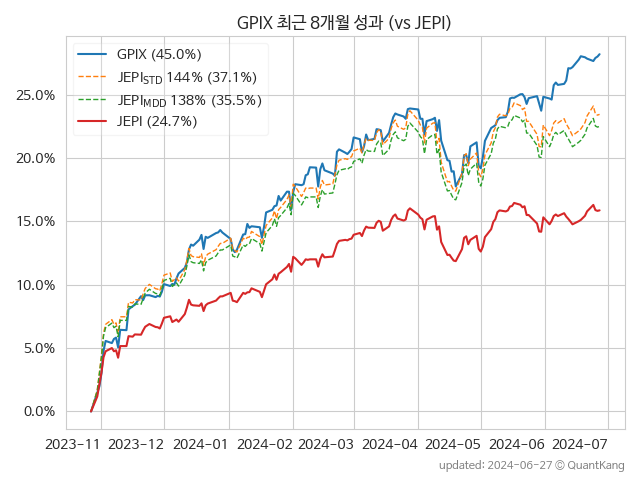 GPIX 최근 8개월 성과 (vs JEPI)
GPIX (45.0%)
JEPI_STD 144% (37.1%)
JEPI_MDD 138% (35.5%)
JEPI (24.7%)
25.0%
20.0%
15.0%
10.0%
5.0%
0.0%
2023-11 2023-12 2024-01 2024-02 2024-03 2024-04 2024-05 2024-06 2024-07
updated: 2024-06-27 © QuantKang